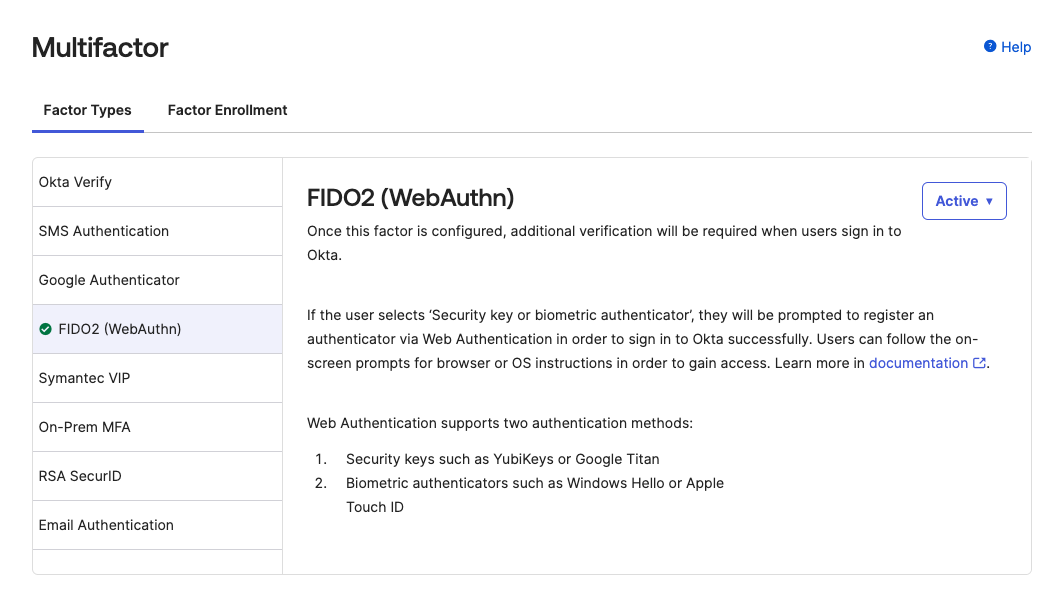 Multifactor
Help
Factor Types
Factor Enrollment
Okta Verify
SMS Authentication
Google Authenticator
FIDO2 (WebAuthn)
Symantec VIP
On-Prem MFA
RSA SecurID
Email Authentication
FIDO2 (WebAuthn)
Active
Once this factor is configured, additional verification will be required when users sign in to
Okta.
If the user selects ‘Security key or biometric authenticator’, they will be prompted to register an
authenticator via Web Authentication in order to sign in to Okta successfully. Users can follow the on-
screen prompts for browser or OS instructions in order to gain access. Learn more in documentation.
Web Authentication supports two authentication methods:
1. Security keys such as YubiKeys or Google Titan
2. Biometric authenticators such as Windows Hello or Apple
Touch ID